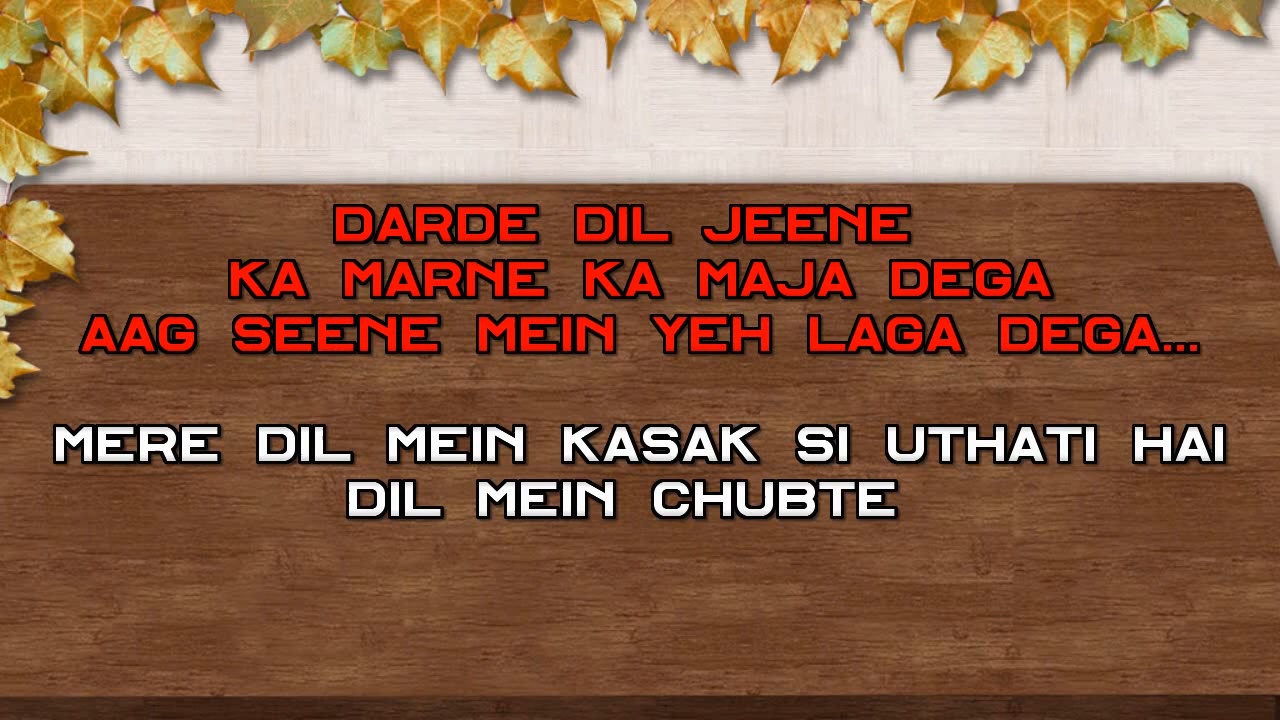 DARDE DIL JEENE
KA MARNE KA MAJA DEGA
AAG SEENE MEIN YEH LAGA DEGA...
MERE DIL MEIN KASAK SI UTHATI HAI
DIL MEIN CHUBTE